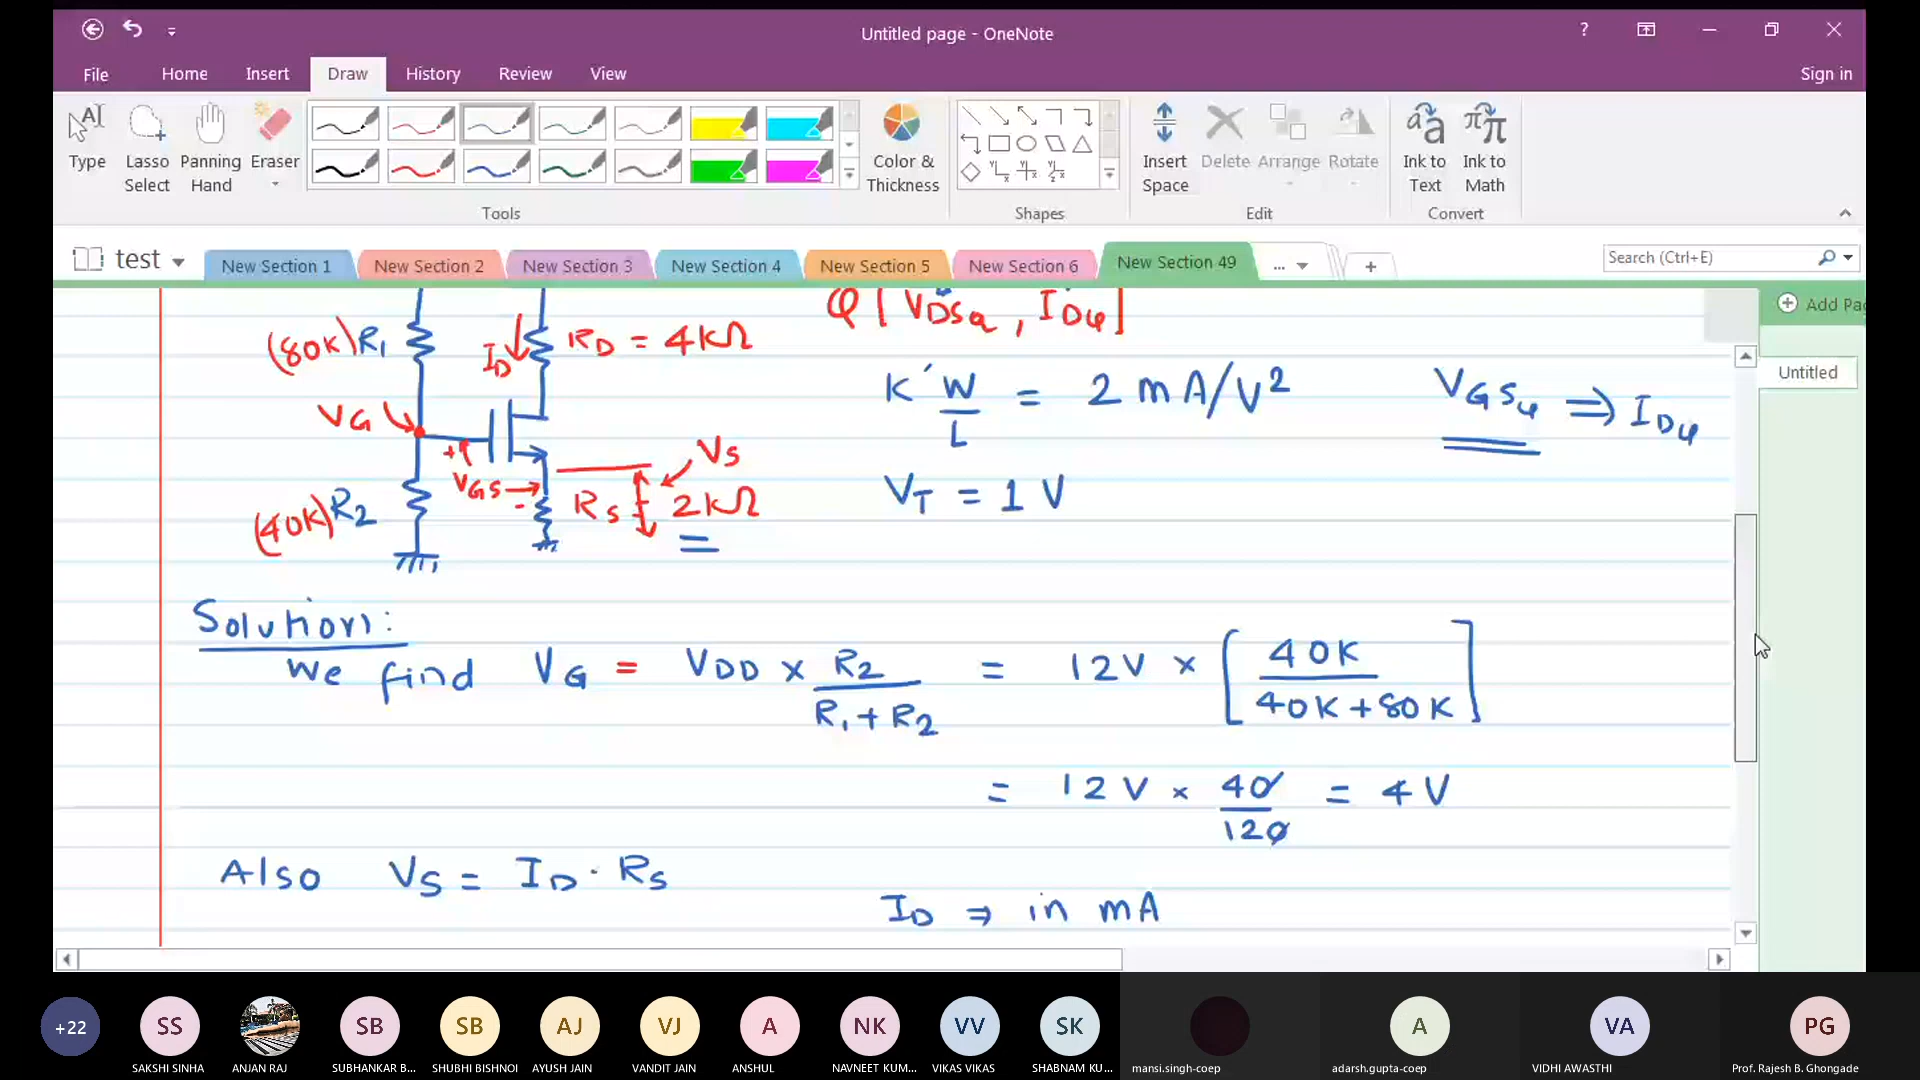 Untitled page - OneNote
?
File Home Insert Draw History Review View
Sign in
Type
Lasso Select
Panning Hand
Eraser
Color & Thickness
Insert Space
Delete
Arrange
Rotate
Ink to Text
Ink to Math
Tools
Shapes
Edit
Convert
test
New Section 1
New Section 2
New Section 3
New Section 4
New Section 5
New Section 6
New Section 49
...
Search (Ctrl+E)
Add Pag
Untitled
Q [ VDSQ , IDQ ]
(80K) R1
ID
RD = 4KΩ
K' W/L = 2 mA/V²
VGSQ ⇒ IDQ
VG
+
VGS
-
VS
RS 2KΩ
VT = 1 V
(40K) R2
Solution:
We find VG = VDD × R2/(R1 + R2) = 12V × [40K/(40K+80K)]
= 12V × 40/120 = 4V
Also VS = ID · RS
ID ⇒ in mA
+22
SS
SB
SB
AJ
VJ
A
NK
VV
SK
A
VA
PG
SAKSHI SINHA
ANJAN RAJ
SUBHANKAR B...
SHUBHI BISHNOI
AYUSH JAIN
VANDIT JAIN
ANSHUL
NAVNEET KUM...
VIKAS VIKAS
SHABNAM KU...
mansi.singh-coep
adarsh.gupta-coep
VIDHI AWASTHI
Prof. Rajesh B. Ghongade